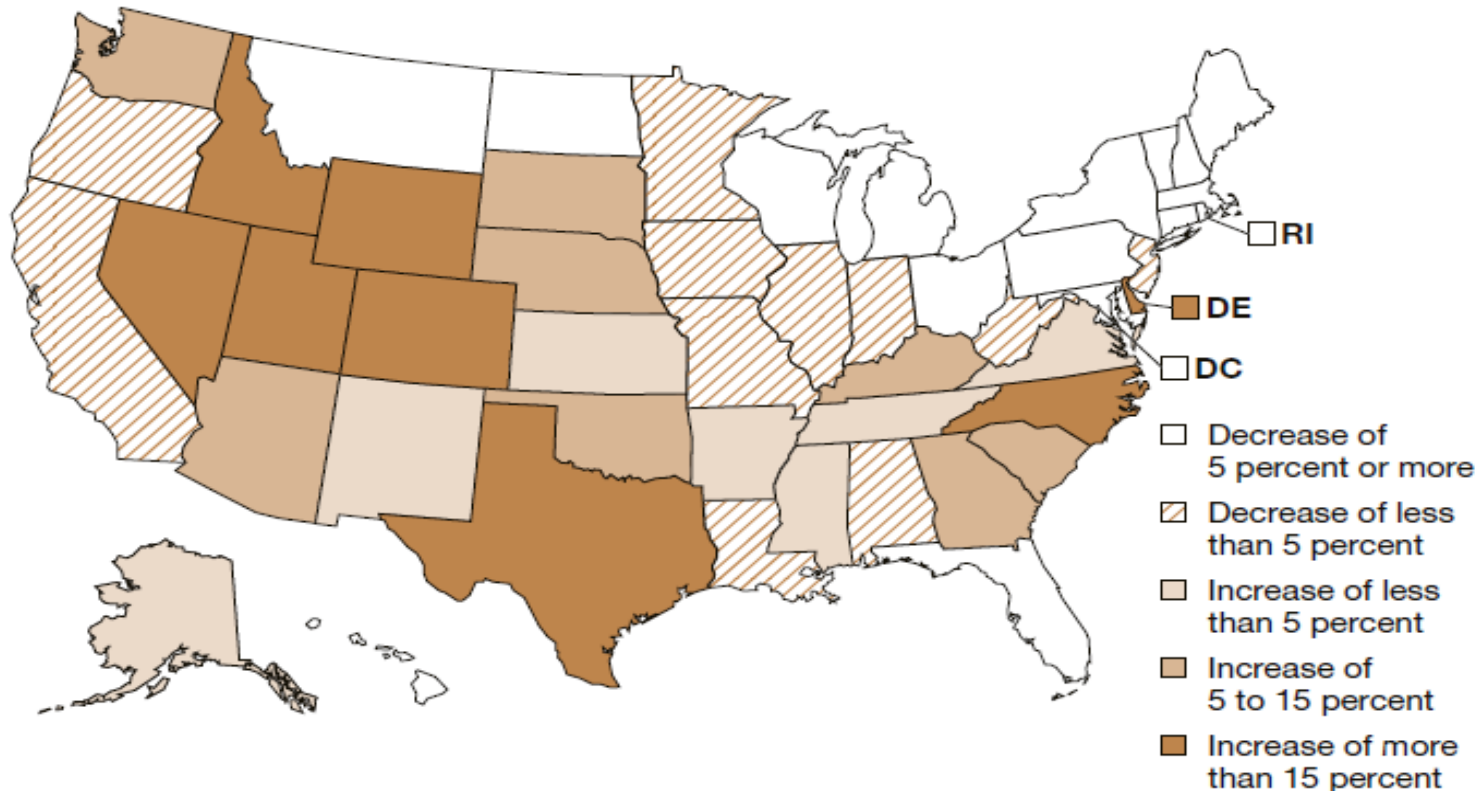 RI
DE
DC
Decrease of
5 percent or more
Decrease of less
than 5 percent
Increase of less
than 5 percent
Increase of
5 to 15 percent
Increase of more
than 15 percent